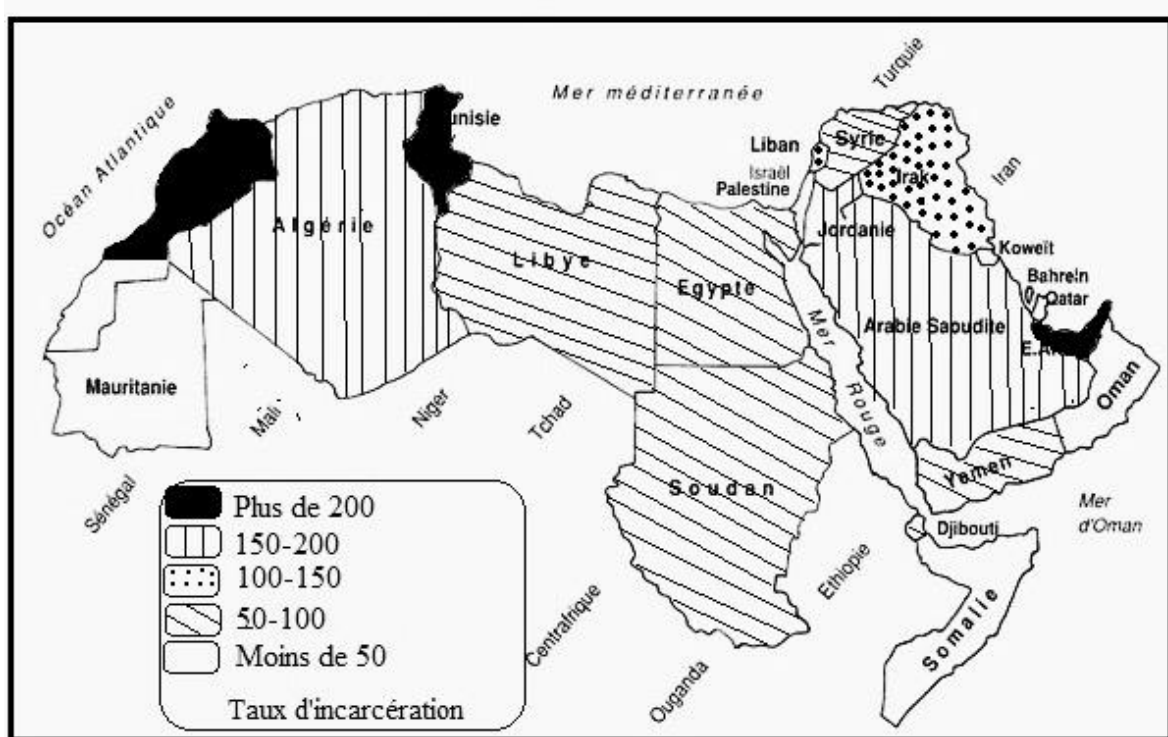 Océan Atlantique
Mer méditerranée
Turquie
unisie
Liban
Syrie
Israël
Palestine
Irak
Iran
Algérie
Jordanie
Libye
Koweït
Egypte
Bahrein
Qatar
Mer Rouge
Arabie Saoudite
Mauritanie
Oman
Mali
Niger
Tchad
Sénégal
Soudan
Yemen
Mer
d'Oman
Djibouti
Ethiopie
Centrafrique
Ouganda
Somalie
Plus de 200
150-200
100-150
50-100
Moins de 50
Taux d'incarcération